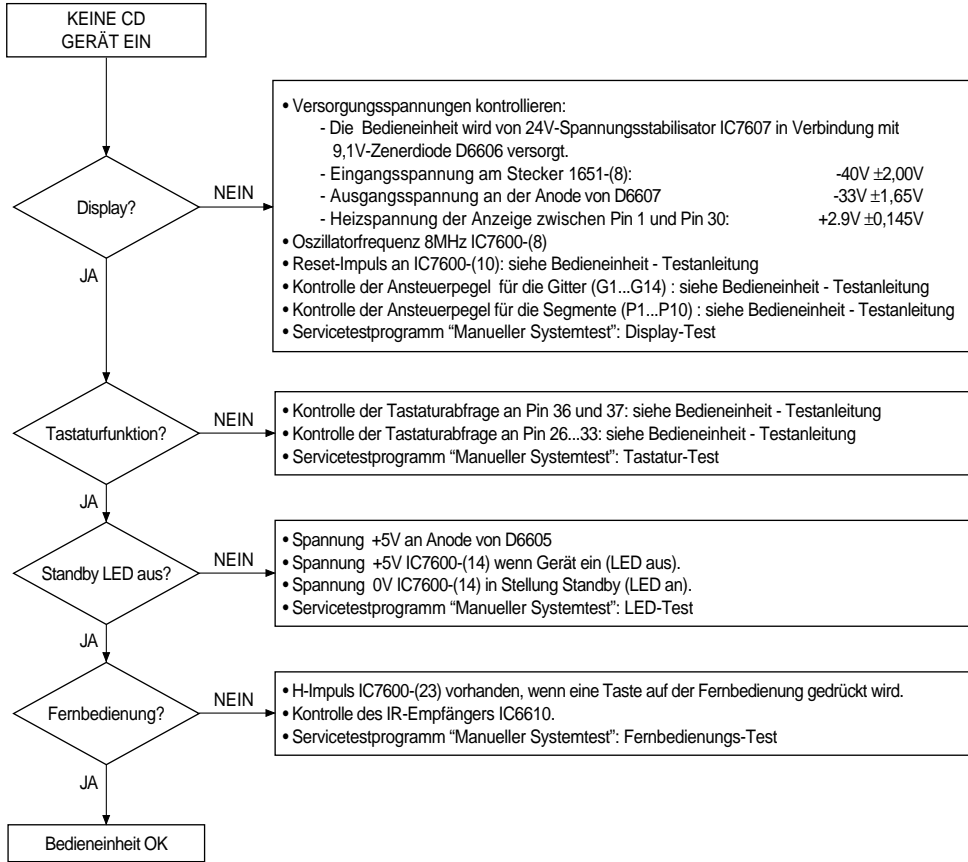 KEINE CD
GERÄT EIN
Display?
NEIN
• Versorgungsspannungen kontrollieren:
- Die Bedieneinheit wird von 24V-Spannungsstabilisator IC7607 in Verbindung mit
9,1V-Zenerdiode D6606 versorgt.
- Eingangsspannung am Stecker 1651-(8): -40V ±2,00V
- Ausgangsspannung an der Anode von D6607 -33V ±1,65V
- Heizspannung der Anzeige zwischen Pin 1 und Pin 30: +2.9V ±0,145V
• Oszillatorfrequenz 8MHz IC7600-(8)
• Reset-Impuls an IC7600-(10): siehe Bedieneinheit - Testanleitung
• Kontrolle der Ansteuerpegel für die Gitter (G1...G14) : siehe Bedieneinheit - Testanleitung
• Kontrolle der Ansteuerpegel für die Segmente (P1...P10) : siehe Bedieneinheit - Testanleitung
• Servicetestprogramm “Manueller Systemtest”: Display-Test
JA
Tastaturfunktion?
NEIN
• Kontrolle der Tastaturabfrage an Pin 36 und 37: siehe Bedieneinheit - Testanleitung
• Kontrolle der Tastaturabfrage an Pin 26...33: siehe Bedieneinheit - Testanleitung
• Servicetestprogramm “Manueller Systemtest”: Tastatur-Test
JA
Standby LED aus?
NEIN
• Spannung +5V an Anode von D6605
• Spannung +5V IC7600-(14) wenn Gerät ein (LED aus).
• Spannung 0V IC7600-(14) in Stellung Standby (LED an).
• Servicetestprogramm “Manueller Systemtest”: LED-Test
JA
Fernbedienung?
NEIN
• H-Impuls IC7600-(23) vorhanden, wenn eine Taste auf der Fernbedienung gedrückt wird.
• Kontrolle des IR-Empfängers IC6610.
• Servicetestprogramm “Manueller Systemtest”: Fernbedienungs-Test
JA
Bedieneinheit OK